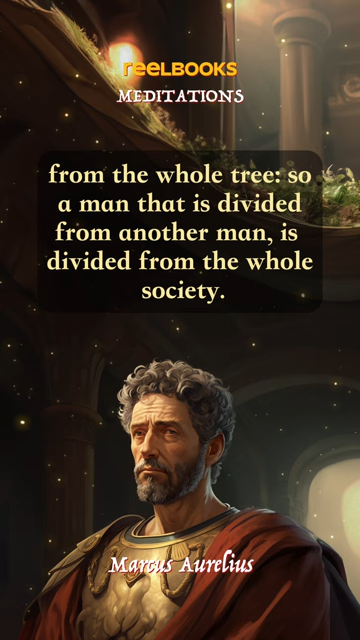 reelbooks
MEDITATIONS
from the whole tree: so
a man that is divided
from another man, is
divided from the whole
society.
Marcus Aurelius